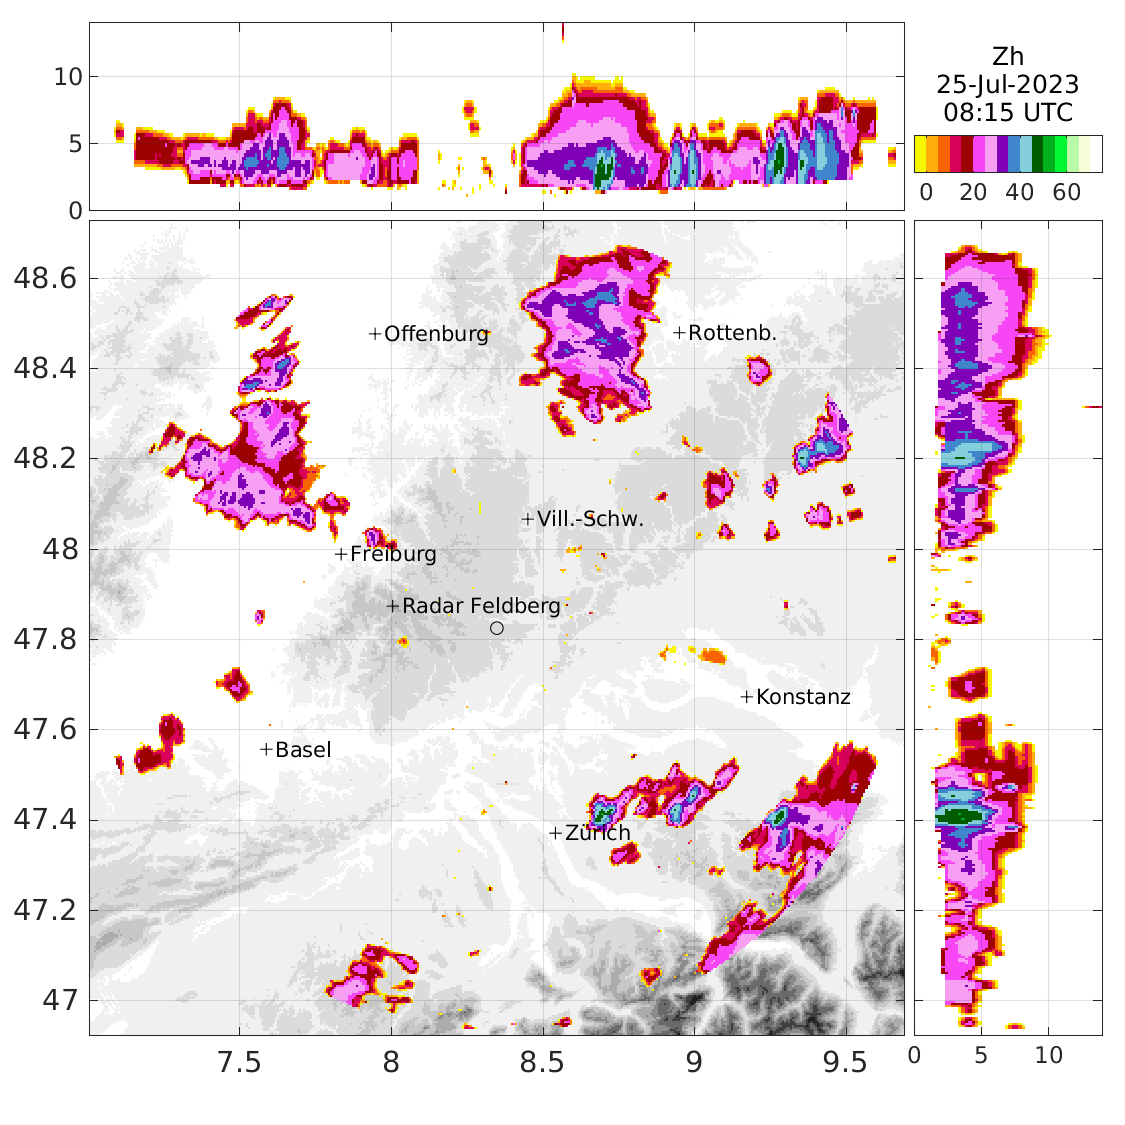 10
5
0
Zh
25-Jul-2023
08:15 UTC
0 20 40 60
48.6
48.4
48.2
48
47.8
47.6
47.4
47.2
47
+Offenburg
+Rottenb.
+Vill.-Schw.
+Freiburg
+Radar Feldberg
+Konstanz
+Basel
+Zürich
7.5 8 8.5 9 9.5
0 5 10